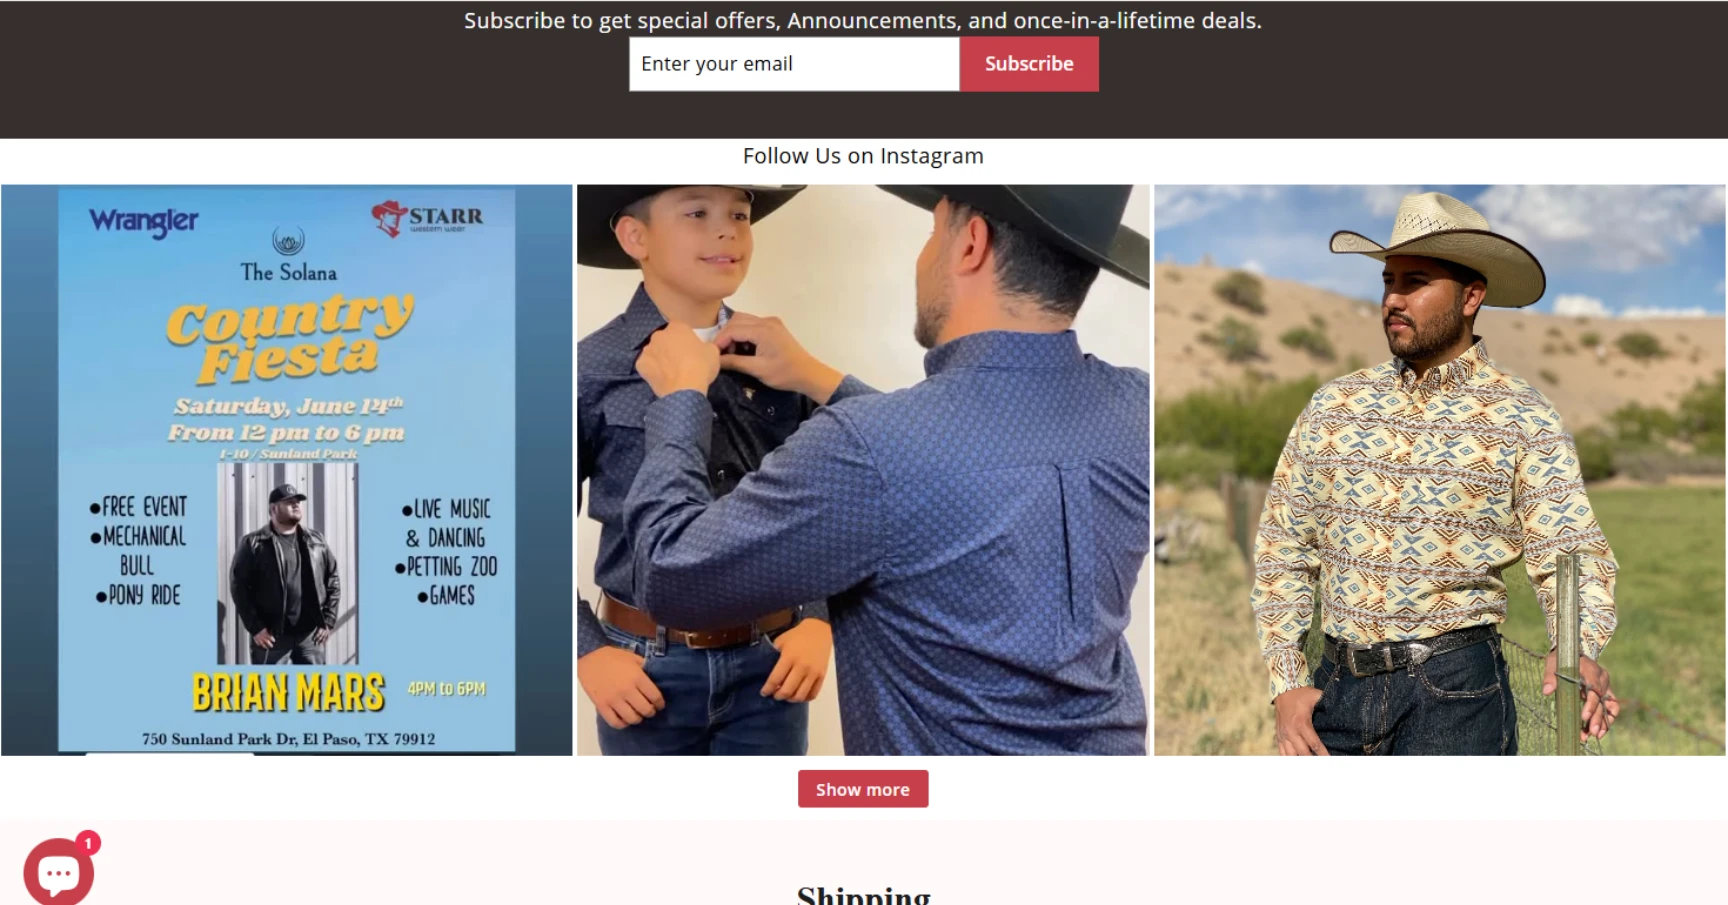 Subscribe to get special offers, Announcements, and once-in-a-lifetime deals.
Enter your email
Subscribe
Follow Us on Instagram
Wrangler
STARR
western wear
The Solana
Country
Fiesta
Saturday, June 14th
From 12 pm to 6 pm
I-10 / Sunland Park
●FREE EVENT
●MECHANICAL
BULL
●PONY RIDE
●LIVE MUSIC
& DANCING
●PETTING ZOO
●GAMES
BRIAN MARS
4PM to 6PM
750 Sunland Park Dr, El Paso, TX 79912
Show more
1
Shipping